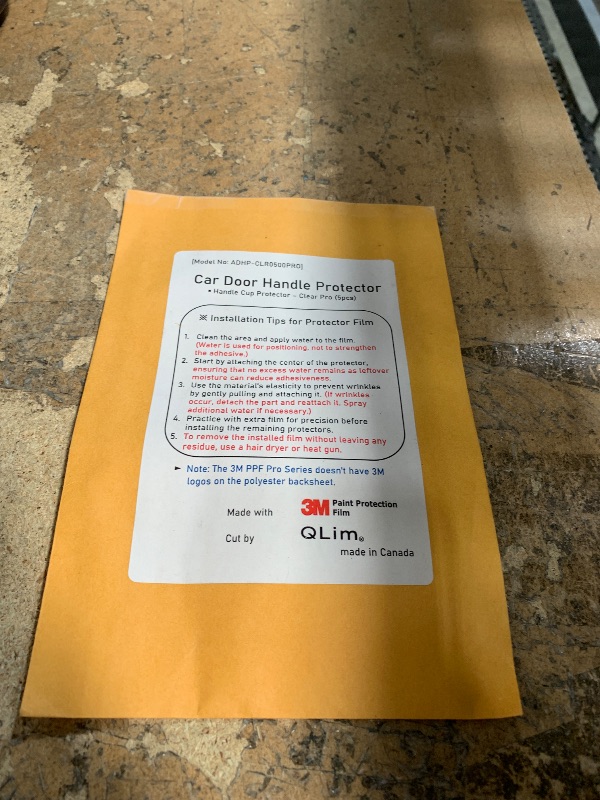 [Model No: ADHP-CLR0500PRO]
Car Door Handle Protector
* Handle Cup Protector - Clear Pro (5pcs)
※ Installation Tips for Protector Film
1. Clean the area and apply water to the film.
(Water is used for positioning, not to strengthen
the adhesive.)
2. Start by attaching the center of the protector,
ensuring that no excess water remains as leftover
moisture can reduce adhesiveness.
3. Use the material's elasticity to prevent wrinkles
by gently pulling and attaching it. (If wrinkles
occur, detach the part and reattach it. Spray
additional water if necessary.)
4. Practice with extra film for precision before
installing the remaining protectors.
5. To remove the installed film without leaving any
residue, use a hair dryer or heat gun.
► Note: The 3M PPF Pro Series doesn't have 3M
logos on the polyester backsheet.
Made with 3M Paint Protection
Film
Cut by QLim®
made in Canada